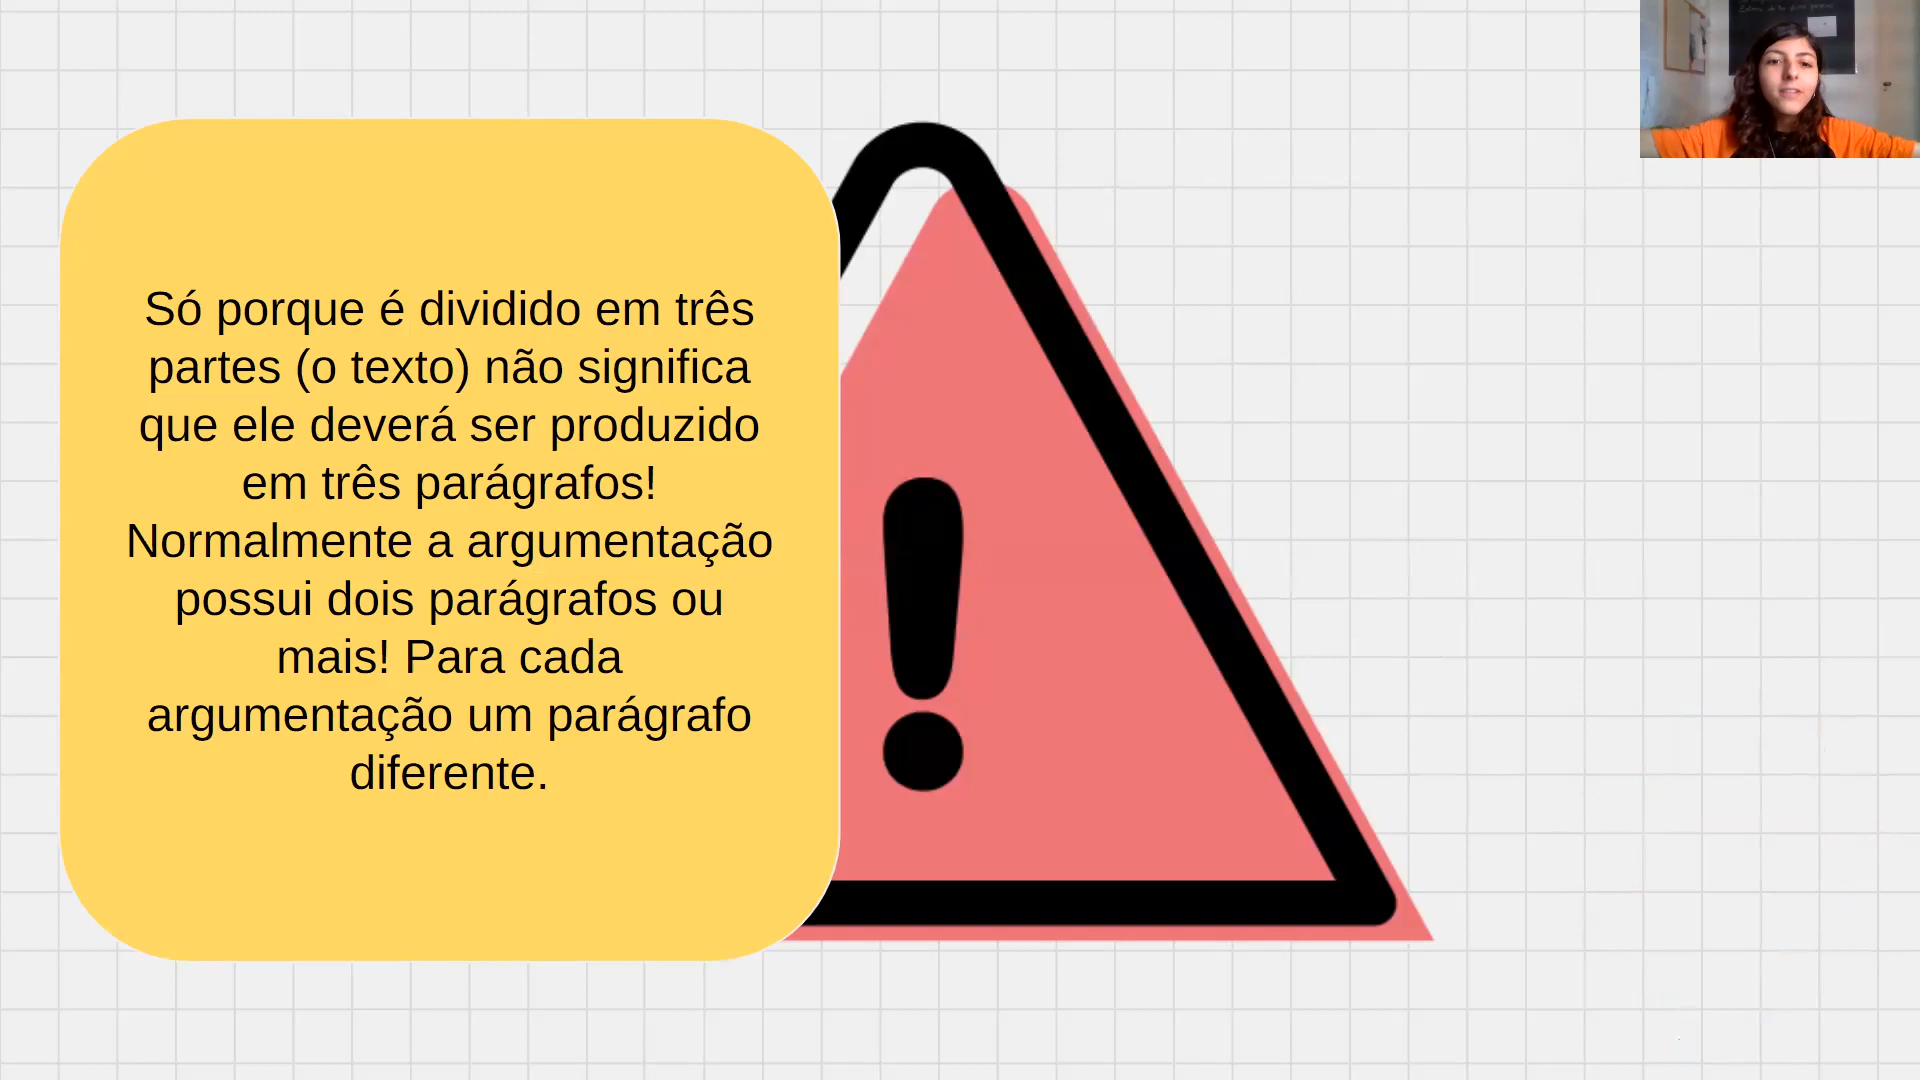 Só porque é dividido em três
partes (o texto) não significa
que ele deverá ser produzido
em três parágrafos!
Normalmente a argumentação
possui dois parágrafos ou
mais! Para cada
argumentação um parágrafo
diferente.